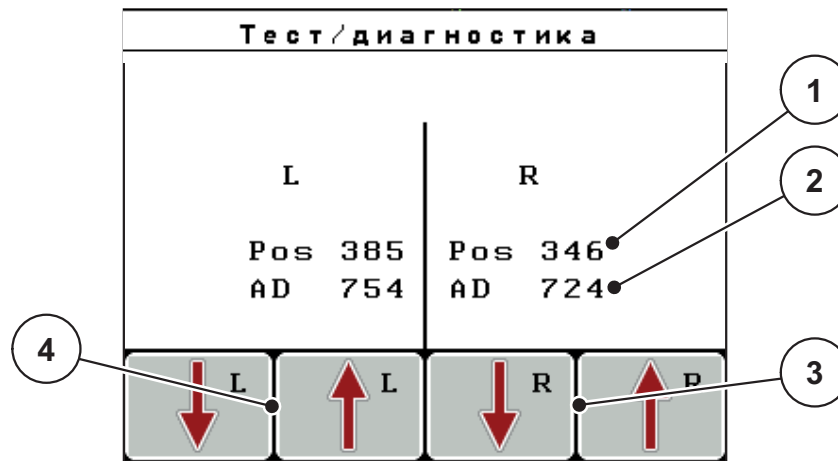 Тест/диагностика
1
L R
2
Pos 385 Pos 346
AD 754 AD 724
4
L L R R
3